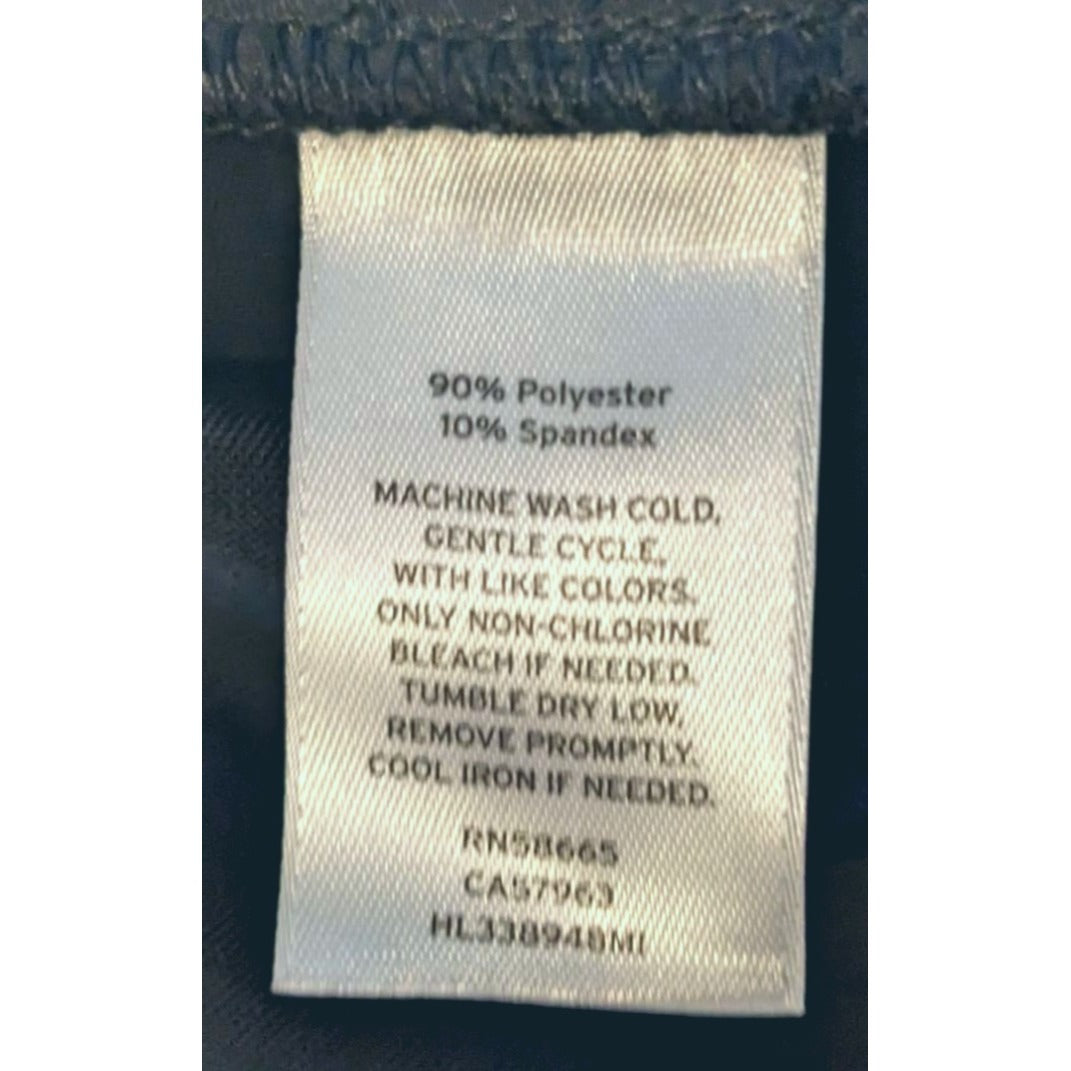 90% Polyester
10% Spandex
MACHINE WASH COLD,
GENTLE CYCLE,
WITH LIKE COLORS.
ONLY NON-CHLORINE
BLEACH IF NEEDED.
TUMBLE DRY LOW,
REMOVE PROMPTLY.
COOL IRON IF NEEDED.
RN58665
CA57963
HL338948MI